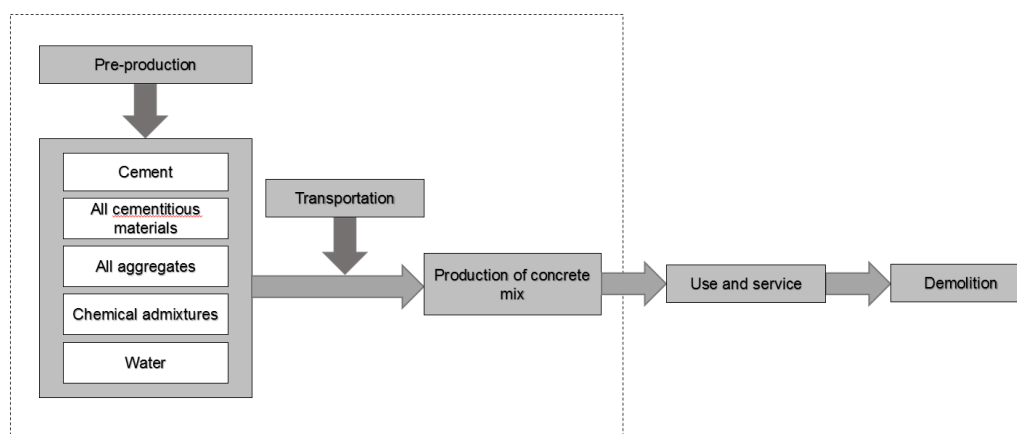 Pre-production
Cement
All cementitious
materials
All aggregates
Chemical admixtures
Water
Transportation
Production of concrete
mix
Use and service
Demolition